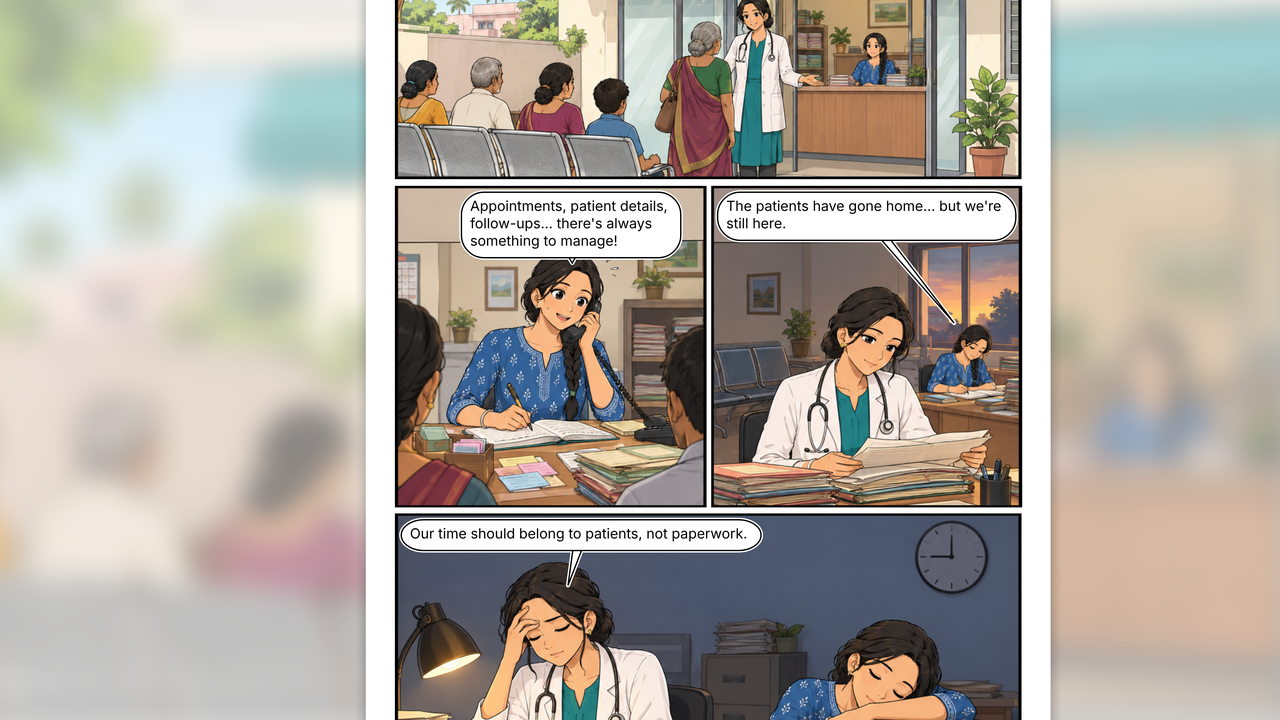 Appointments, patient details,
follow-ups... there's always
something to manage!
The patients have gone home... but we're
still here.
Our time should belong to patients, not paperwork.